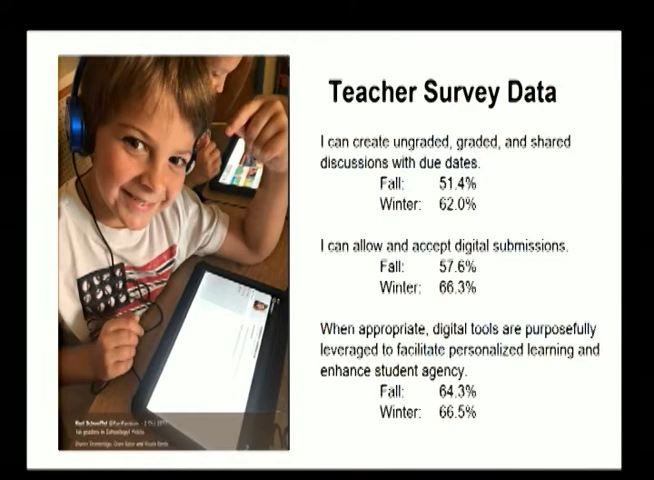 Teacher Survey Data
I can create ungraded, graded, and shared
discussions with due dates.
Fall: 51.4%
Winter: 62.0%
I can allow and accept digital submissions.
Fall: 57.6%
Winter: 66.3%
When appropriate, digital tools are purposefully
leveraged to facilitate personalized learning and
enhance student agency.
Fall: 64.3%
Winter: 66.5%